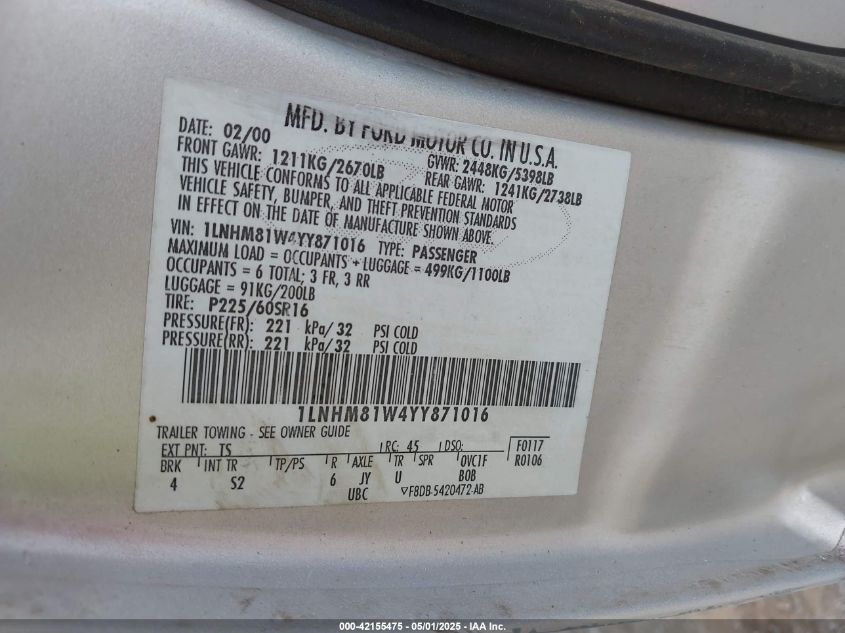 MFD. BY FORD MOTOR CO. IN U.S.A.
DATE: 02/00 GVWR: 2448KG/5398LB
FRONT GAWR: 1211KG/2670LB REAR GAWR: 1241KG/2738LB
THIS VEHICLE CONFORMS TO ALL APPLICABLE FEDERAL MOTOR
VEHICLE SAFETY, BUMPER, AND THEFT PREVENTION STANDARDS
IN EFFECT ON THE DATE OF MANUFACTURE SHOWN ABOVE.
VIN: 1LNHM81W4YY871016 TYPE: PASSENGER
MAXIMUM LOAD = OCCUPANTS + LUGGAGE = 499KG/1100LB
OCCUPANTS = 6 TOTAL; 3 FR, 3 RR
LUGGAGE = 91KG/200LB
TIRE: P225/60SR16
PRESSURE(FR): 221 kPa/32 PSI COLD
PRESSURE(RR): 221 kPa/32 PSI COLD
1LNHM81W4YY871016
TRAILER TOWING - SEE OWNER GUIDE
EXT PNT: TS RC: 45 DSO: F0117
BRK INT TR TP/PS R AXLE TR SPR 0VC1F R0106
4 S2 6 JY U BOB
UBC F8DB-5420472-AB
000-42155475 - 05/01/2025 - IAA Inc.